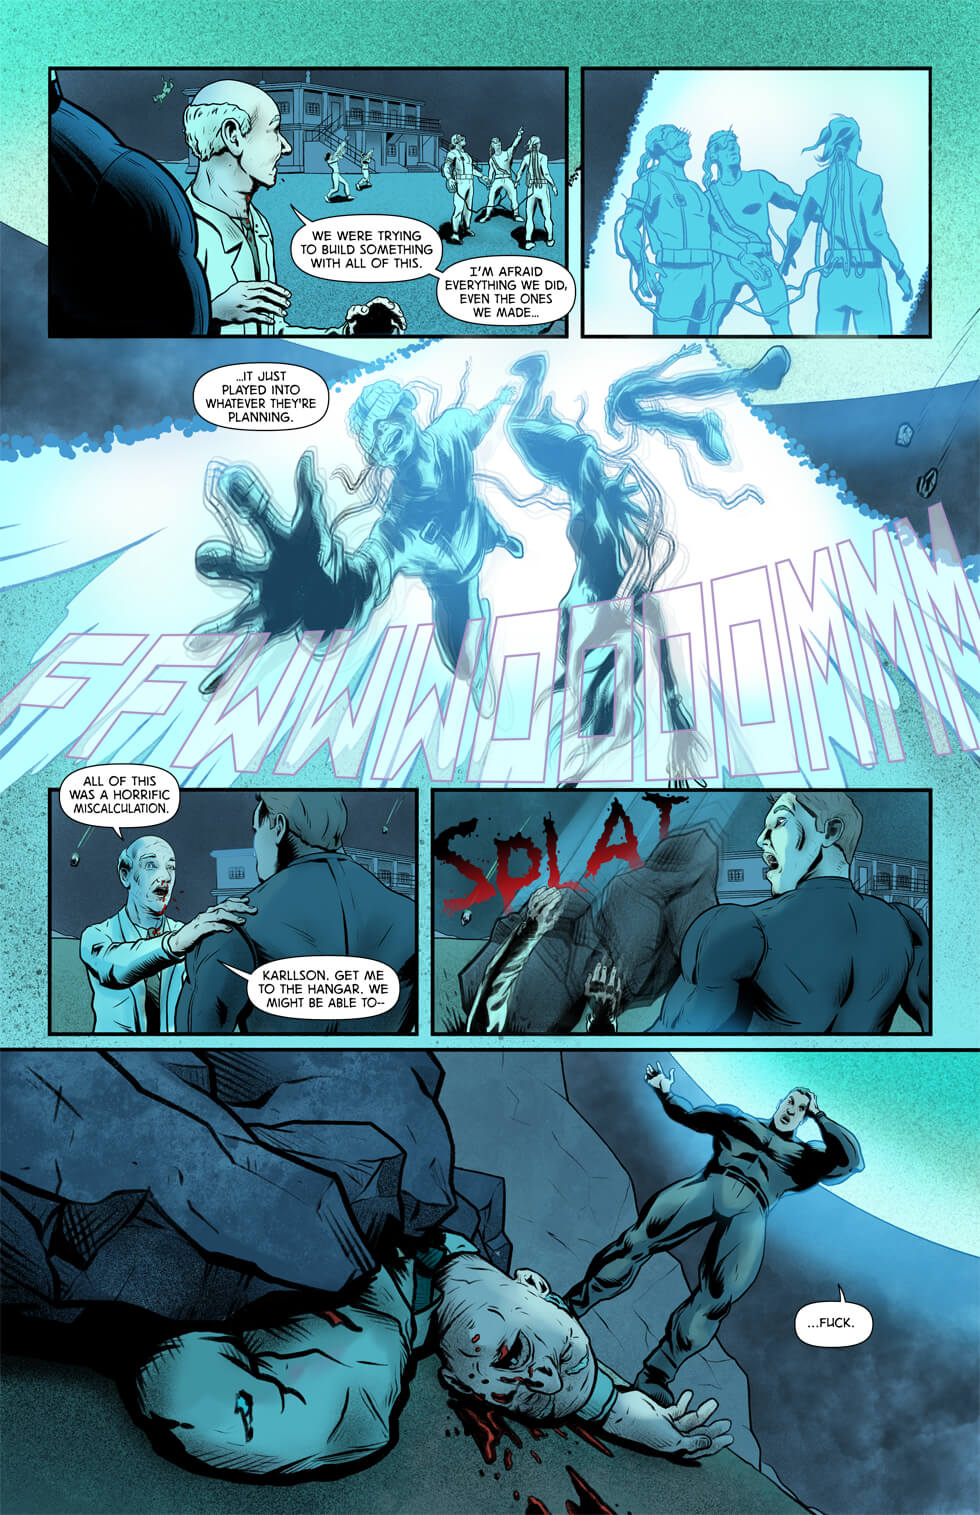 WE WERE TRYING
TO BUILD SOMETHING
WITH ALL OF THIS.
I'M AFRAID
EVERYTHING WE DID,
EVEN THE ONES
WE MADE...
...IT JUST
PLAYED INTO
WHATEVER THEY'RE
PLANNING.
FFWWWOOOOMMM
ALL OF THIS
WAS A HORRIFIC
MISCALCULATION.
KARLLSON. GET ME
TO THE HANGAR. WE
MIGHT BE ABLE TO--
SPLAT
...FUCK.